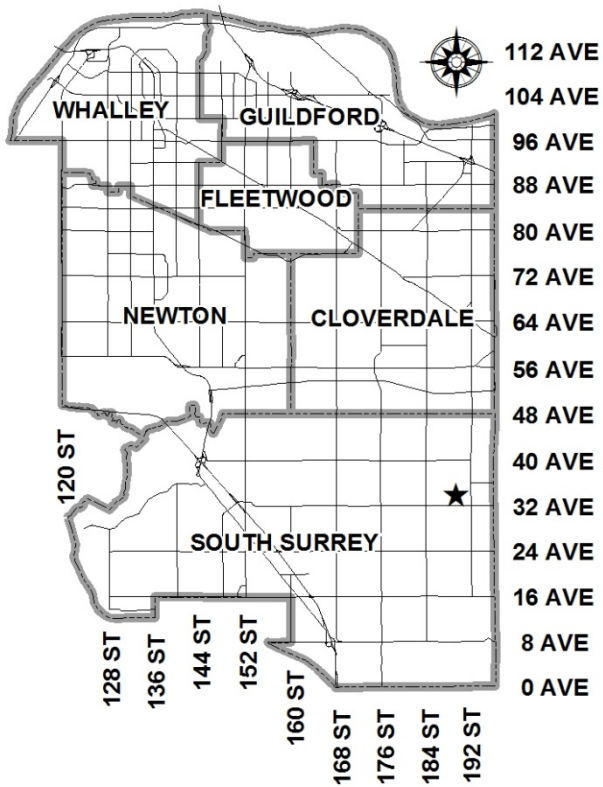 112 AVE
104 AVE
WHALLEY
GUILDFORD
96 AVE
88 AVE
FLEETWOOD
80 AVE
72 AVE
NEWTON
CLOVERDALE
64 AVE
56 AVE
48 AVE
120 ST
40 AVE
32 AVE
SOUTH SURREY
24 AVE
16 AVE
8 AVE
0 AVE
128 ST
136 ST
144 ST
152 ST
160 ST
168 ST
176 ST
184 ST
192 ST